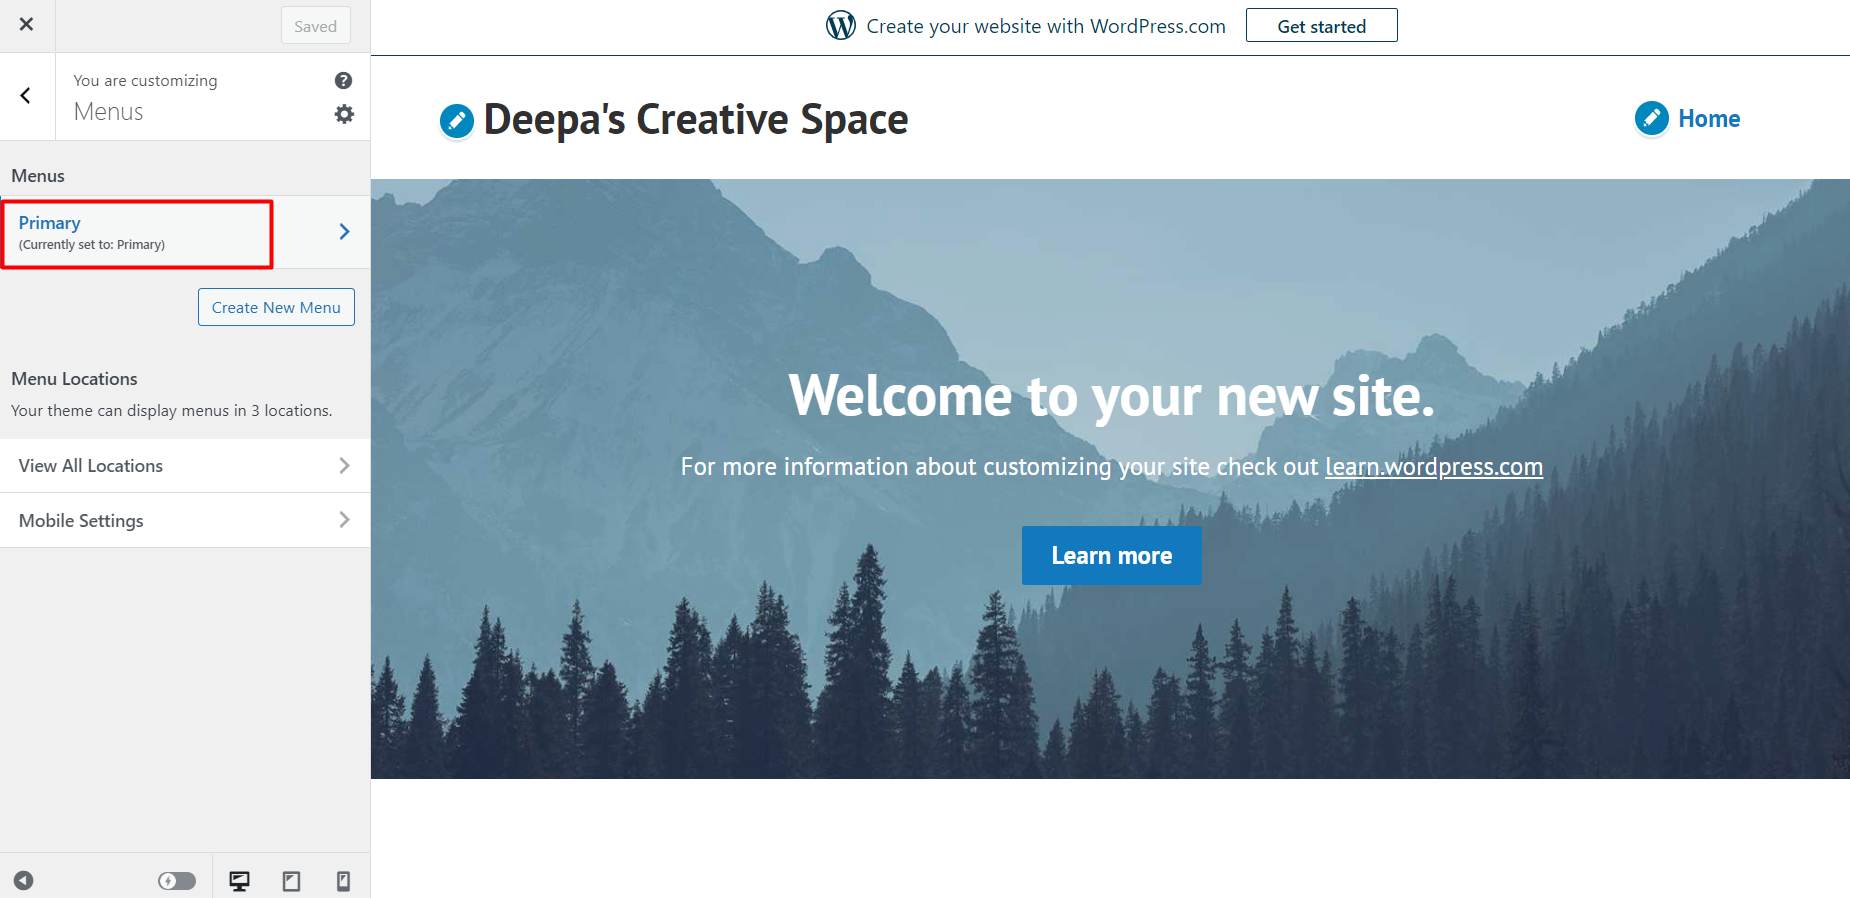 Saved
You are customizing
Menus
Menus
Primary
(Currently set to: Primary)
Create New Menu
Menu Locations
Your theme can display menus in 3 locations.
View All Locations
Mobile Settings
Create your website with WordPress.com
Get started
Deepa's Creative Space
Home
Welcome to your new site.
For more information about customizing your site check out learn.wordpress.com
Learn more